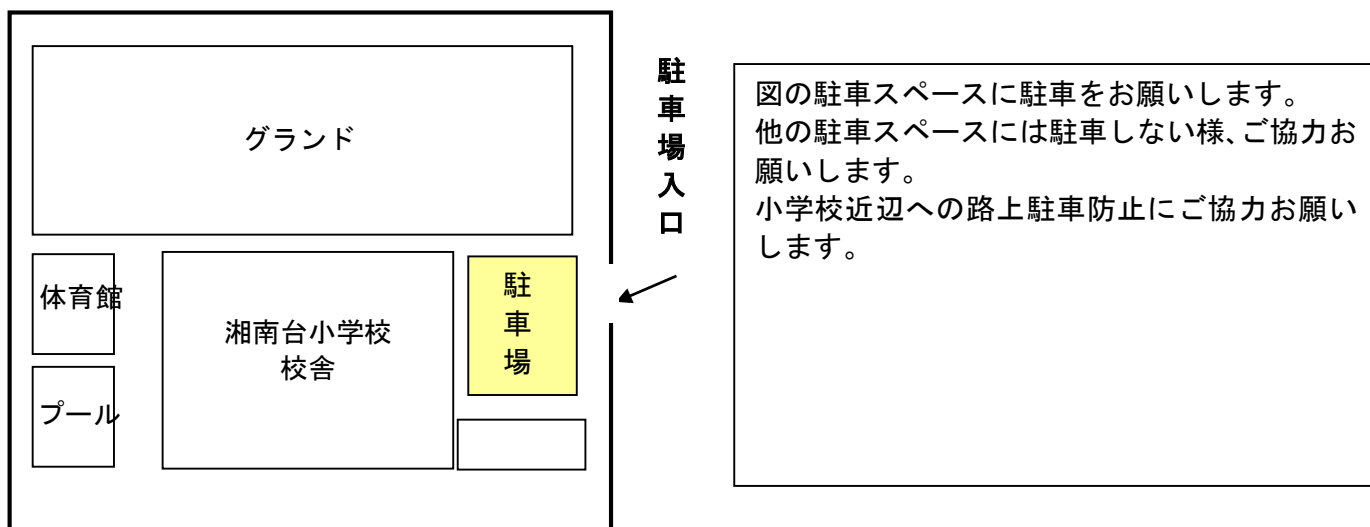 グランド
駐車場入口
図の駐車スペースに駐車をお願いします。
他の駐車スペースには駐車しない様、ご協力お
願いします。
小学校近辺への路上駐車防止にご協力お願い
します。
体育館
湘南台小学校
校舎
駐車場
プール